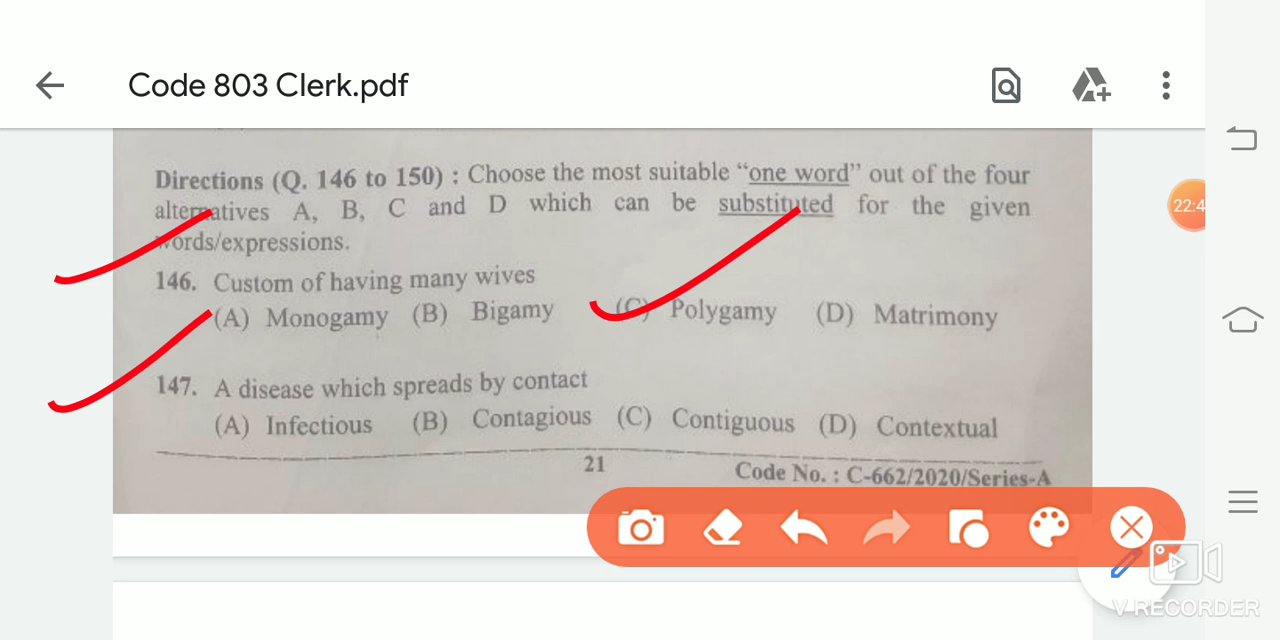 Code 803 Clerk.pdf
Directions (Q. 146 to 150) : Choose the most suitable “one word” out of the four
alternatives A, B, C and D which can be substituted for the given
words/expressions.
22:4
146. Custom of having many wives
(A) Monogamy (B) Bigamy (C) Polygamy (D) Matrimony
147. A disease which spreads by contact
(A) Infectious (B) Contagious (C) Contiguous (D) Contextual
21
Code No. : C-662/2020/Series-A
V RECORDER